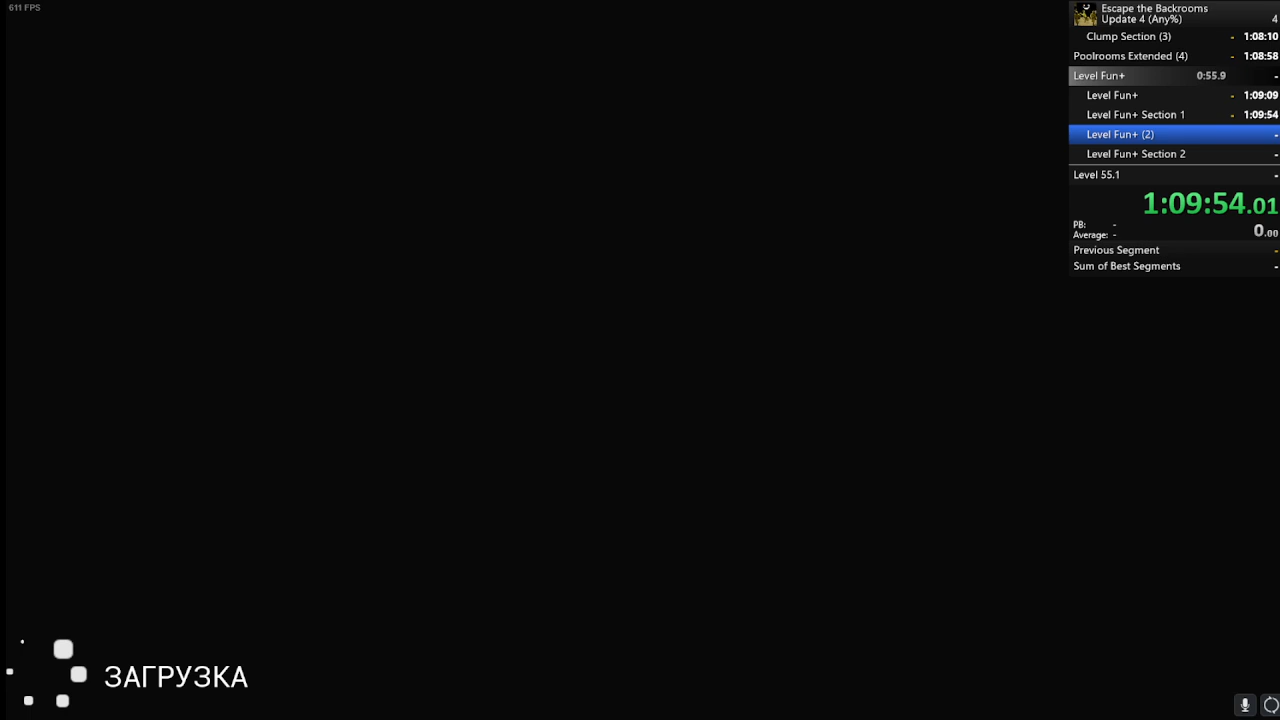 611 FPS
Escape the Backrooms
Update 4 (Any%) 4
Clump Section (3) - 1:08:10
Poolrooms Extended (4) - 1:08:58
Level Fun+ 0:55.9 -
Level Fun+ - 1:09:09
Level Fun+ Section 1 - 1:09:54
Level Fun+ (2) -
Level Fun+ Section 2 -
Level 55.1 -
1:09:54.01
PB: - 0.00
Average: -
Previous Segment -
Sum of Best Segments -
ЗАГРУЗКА